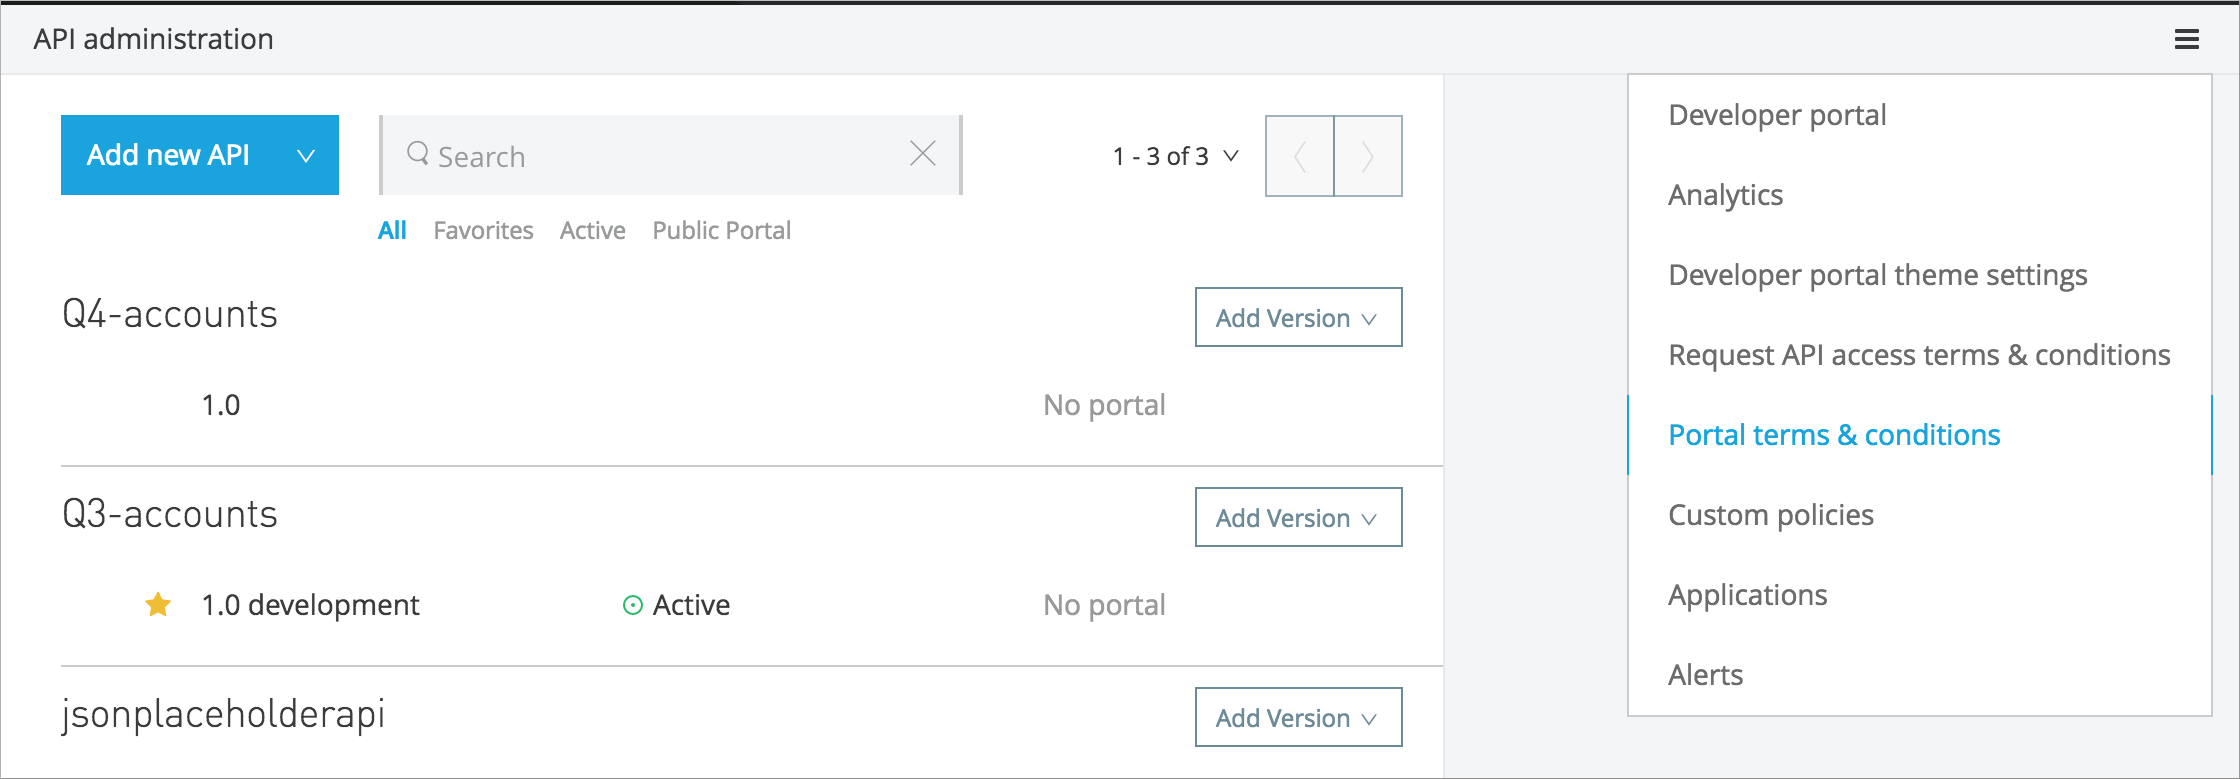 API administration
Add new API
Search
1 - 3 of 3
All Favorites Active Public Portal
Q4-accounts
Add Version
1.0
No portal
Q3-accounts
Add Version
1.0 development
Active
No portal
jsonplaceholderapi
Add Version
Developer portal
Analytics
Developer portal theme settings
Request API access terms & conditions
Portal terms & conditions
Custom policies
Applications
Alerts